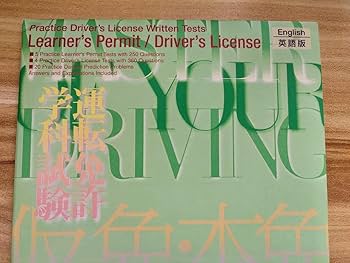 Practice Driver's License Written Tests
Learner's Permit / Driver's License
■ 5 Practice Learner's Permit Tests with 250 Questions
■ 4 Practice Driver's License Tests with 360 Questions
■ 20 Practice Danger Prediction Problems
Answers and Explanations Included
English
英語版
MASTER
YOUR
DRIVING
運転免許
学科試験
仮免・本免